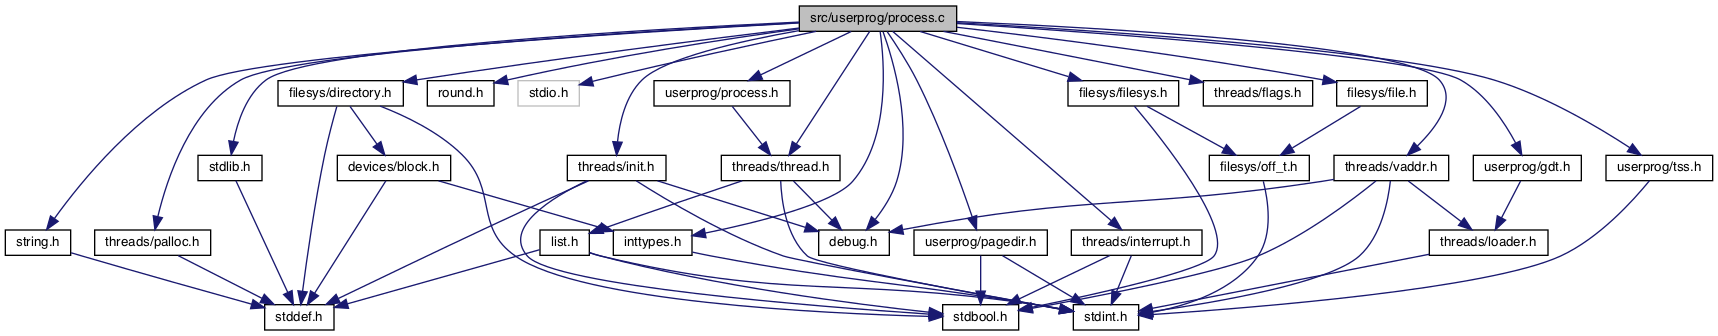 src/userprog/process.c
filesys/directory.h
round.h
stdio.h
userprog/process.h
filesys/filesys.h
threads/flags.h
filesys/file.h
stdlib.h
devices/block.h
threads/init.h
threads/thread.h
filesys/off_t.h
threads/vaddr.h
userprog/gdt.h
userprog/tss.h
string.h
threads/palloc.h
list.h
inttypes.h
debug.h
userprog/pagedir.h
threads/interrupt.h
threads/loader.h
stddef.h
stdbool.h
stdint.h